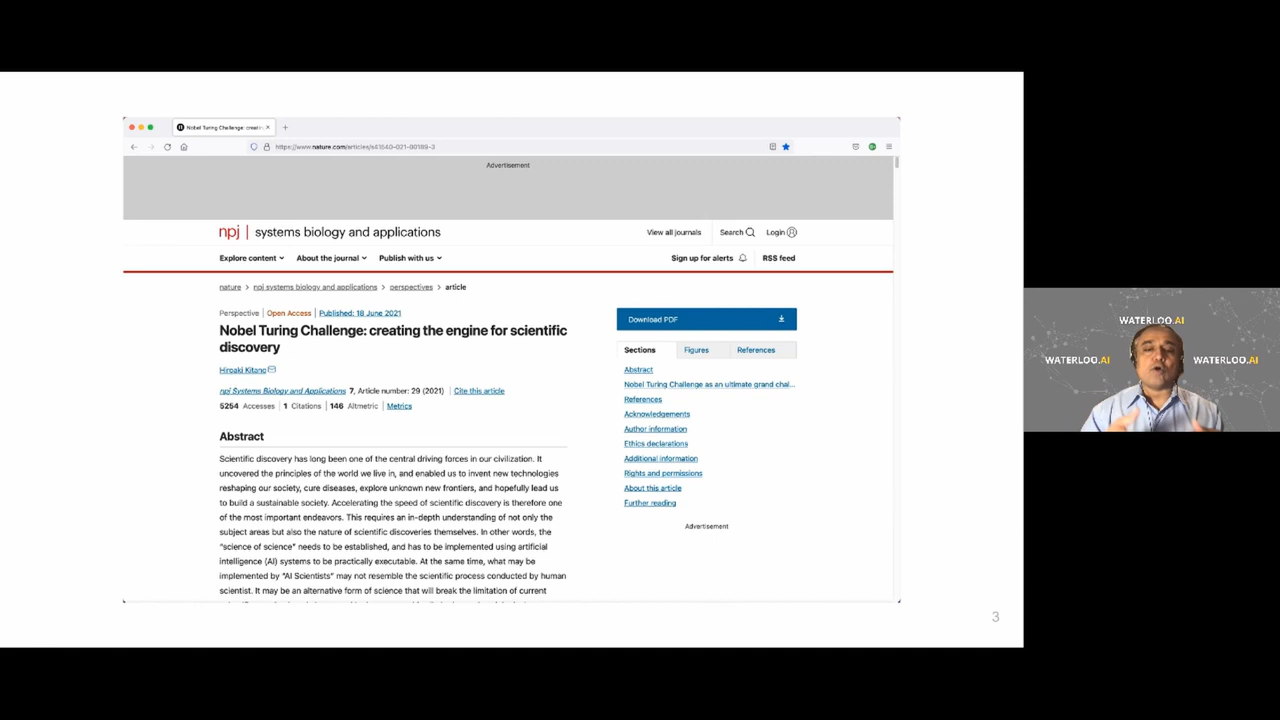 Nobel Turing Challenge: creatin
https://www.nature.com/articles/s41540-021-00189-3
Advertisement
npj | systems biology and applications
View all journals
Search
Login
Explore content
About the journal
Publish with us
Sign up for alerts
RSS feed
nature > npj systems biology and applications > perspectives > article
Perspective | Open Access | Published: 18 June 2021
Nobel Turing Challenge: creating the engine for scientific
discovery
Hiroaki Kitano
npj Systems Biology and Applications 7, Article number: 29 (2021) | Cite this article
5254 Accesses | 1 Citations | 146 Altmetric | Metrics
Abstract
Scientific discovery has long been one of the central driving forces in our civilization. It
uncovered the principles of the world we live in, and enabled us to invent new technologies
reshaping our society, cure diseases, explore unknown new frontiers, and hopefully lead us
to build a sustainable society. Accelerating the speed of scientific discovery is therefore one
of the most important endeavors. This requires an in-depth understanding of not only the
subject areas but also the nature of scientific discoveries themselves. In other words, the
“science of science” needs to be established, and has to be implemented using artificial
intelligence (AI) systems to be practically executable. At the same time, what may be
implemented by “AI Scientists” may not resemble the scientific process conducted by human
scientist. It may be an alternative form of science that will break the limitation of current
Download PDF
Sections
Figures
References
Abstract
Nobel Turing Challenge as an ultimate grand chal...
References
Acknowledgements
Author information
Ethics declarations
Additional information
Rights and permissions
About this article
Further reading
Advertisement
3
WATERLOO.AI
WATERLOO.AI
WATERLOO.AI